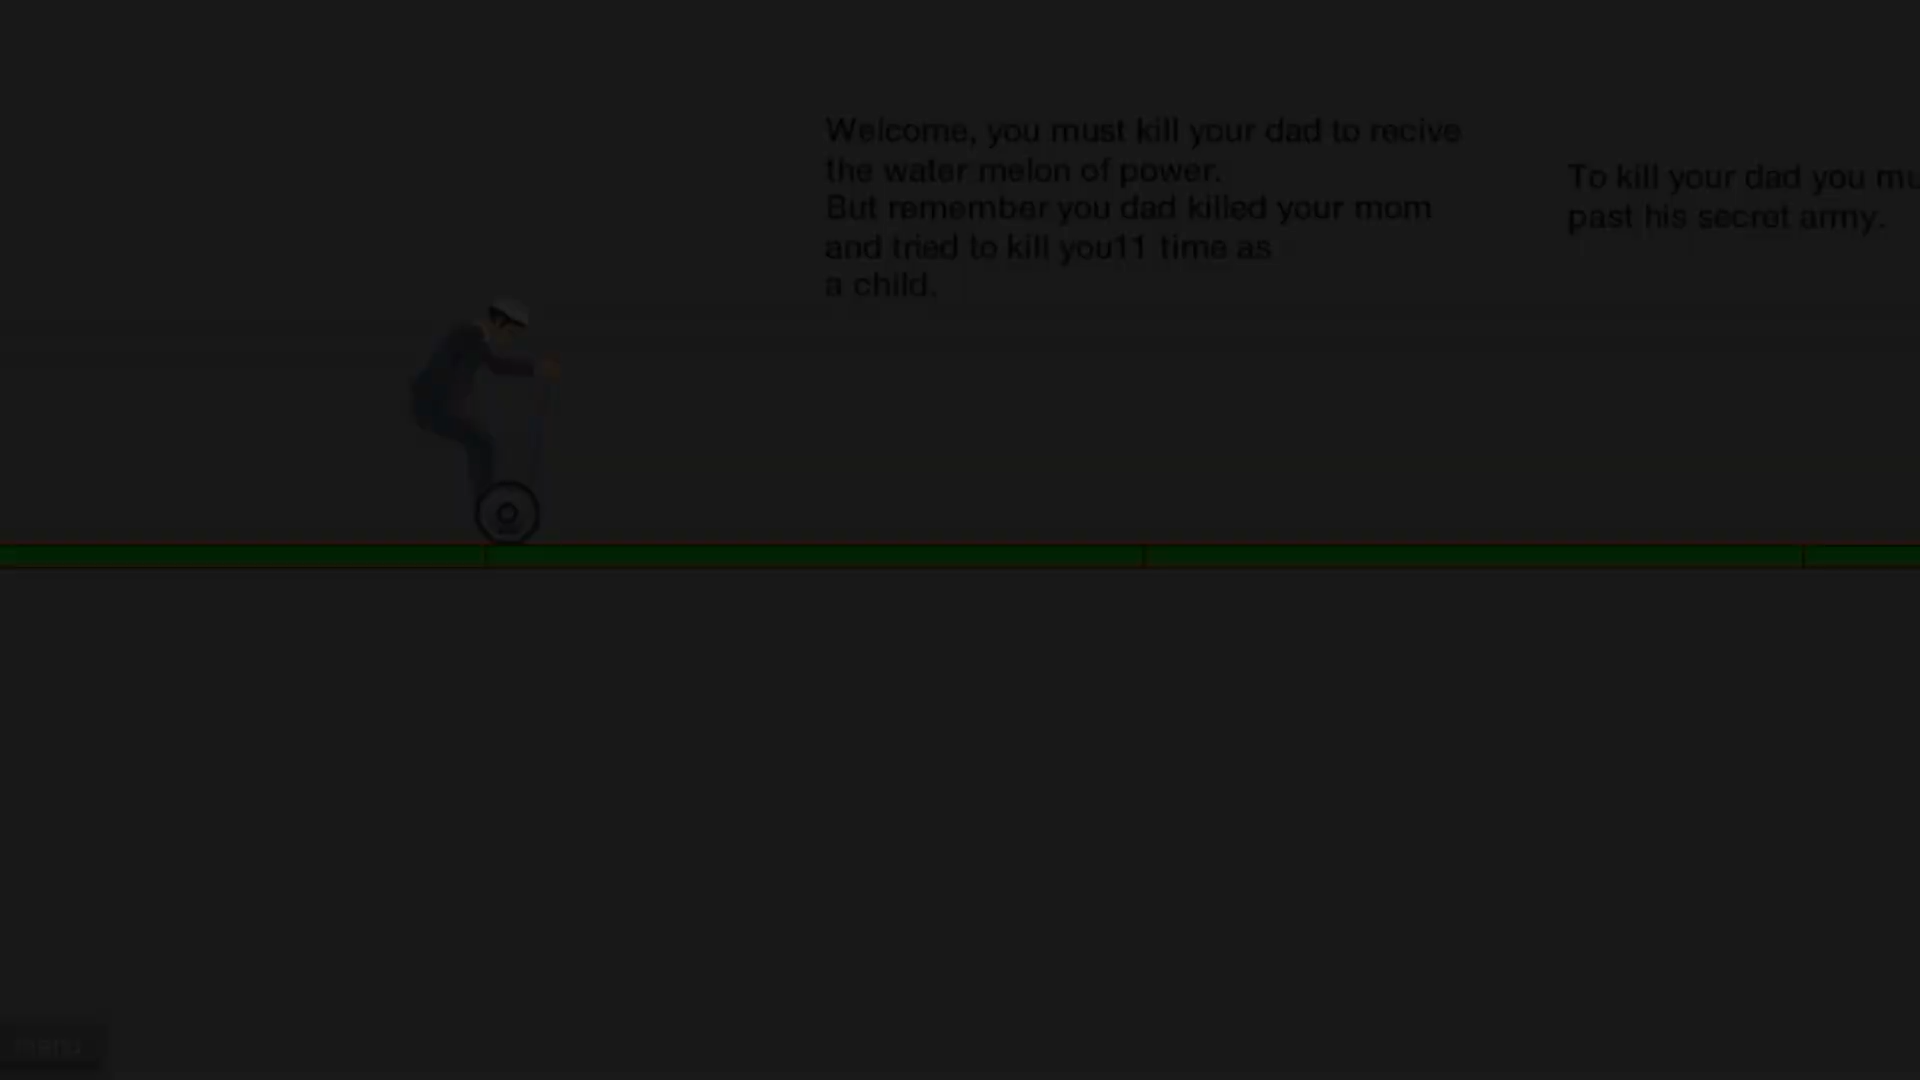 Welcome, you must kill your dad to recive
the water melon of power.
But remember you dad killed your mom
and tried to kill you11 time as
a child.
To kill your dad you mu
past his secret army.
menu